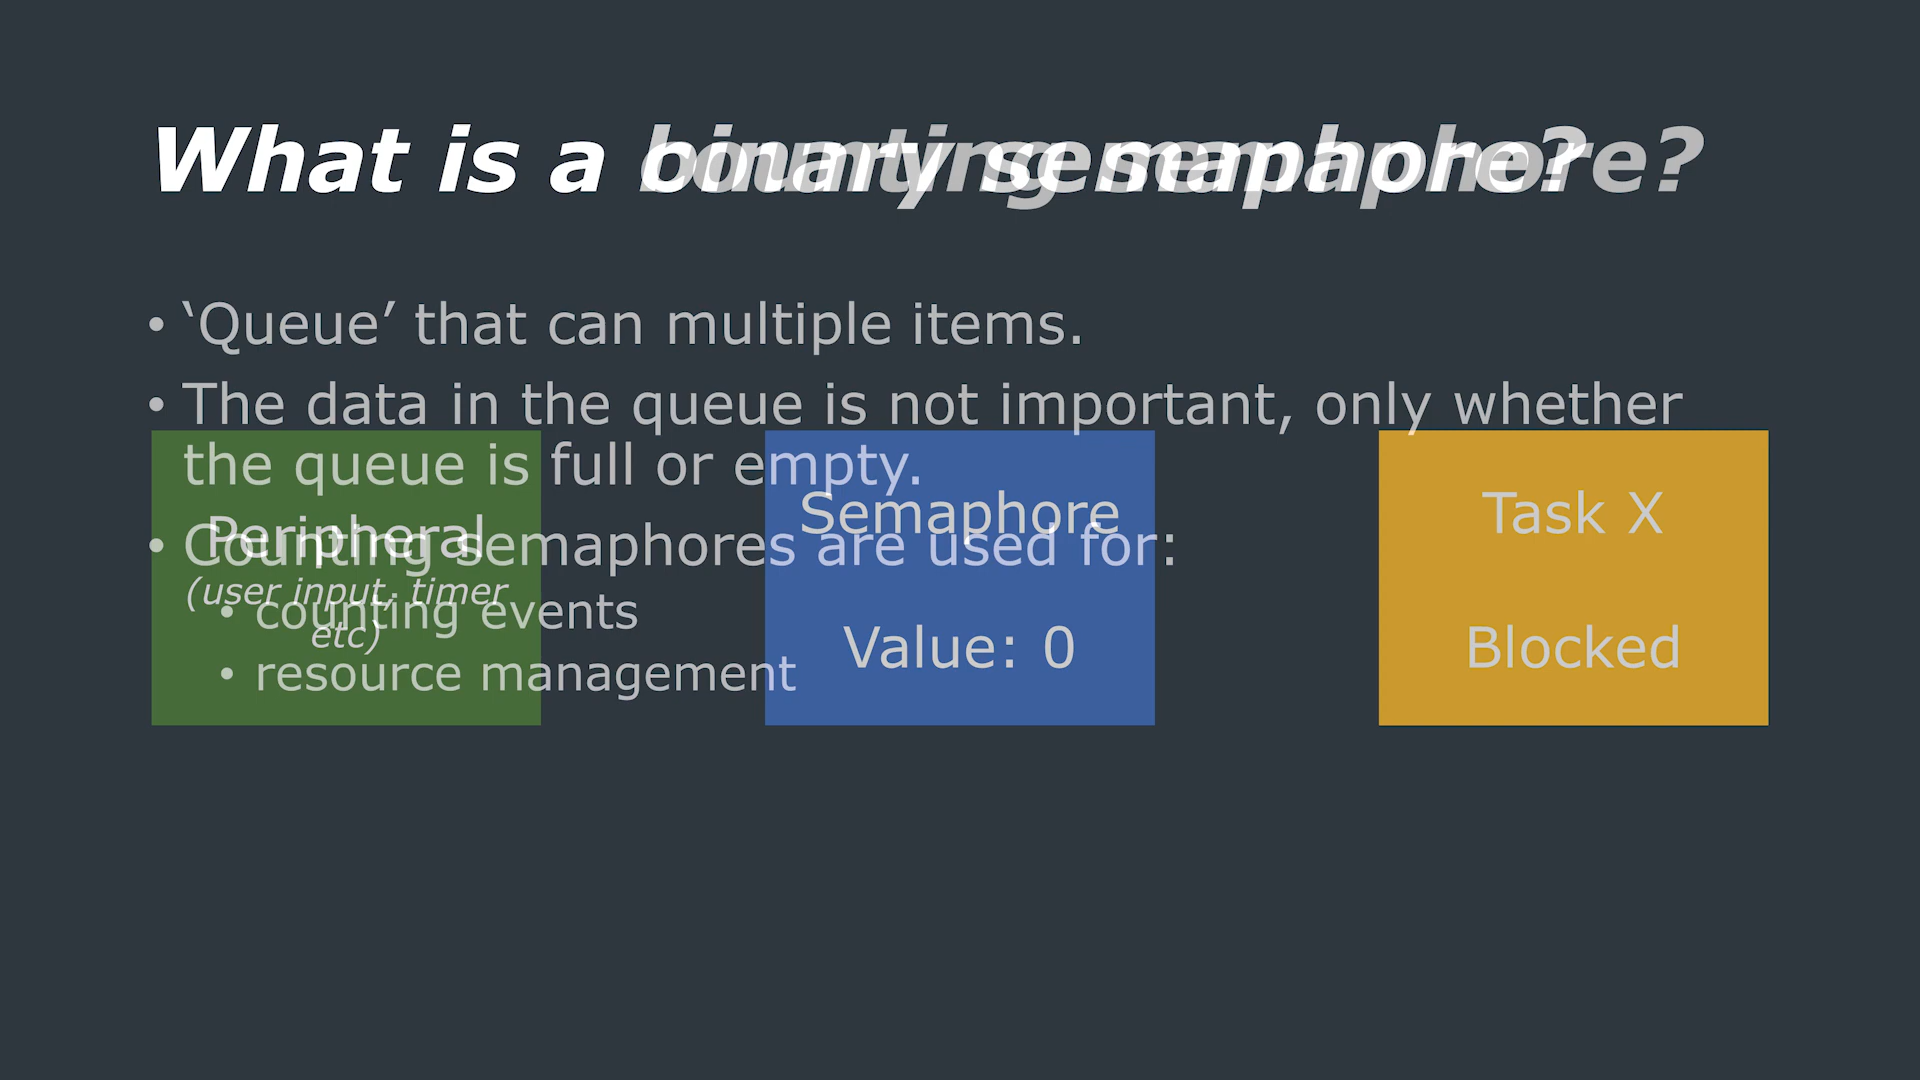 What is a binary semaphore?
What is a counting semaphore?
• ‘Queue’ that can multiple items.
• The data in the queue is not important, only whether
the queue is full or empty.
• Counting semaphores are used for:
• counting events
• resource management
Peripheral
(user input, timer
etc)
Semaphore
Value: 0
Task X
Blocked